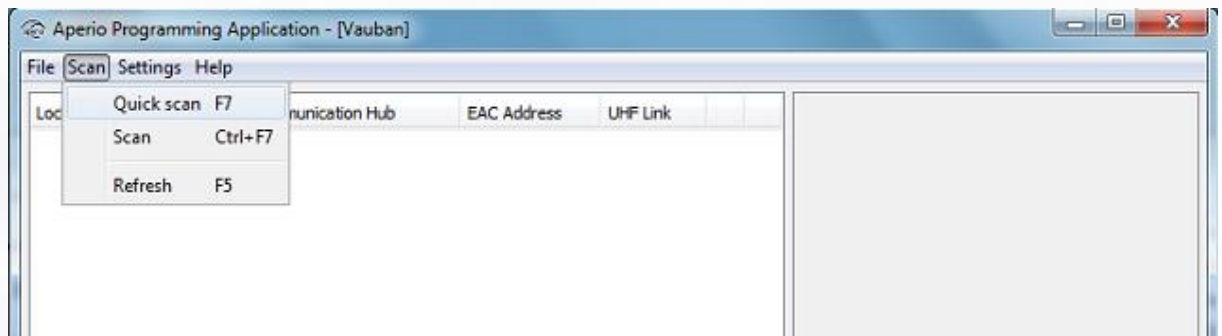 Aperio Programming Application - [Vauban]
File Scan Settings Help
Loc munication Hub EAC Address UHF Link
Quick scan F7
Scan Ctrl+F7
Refresh F5